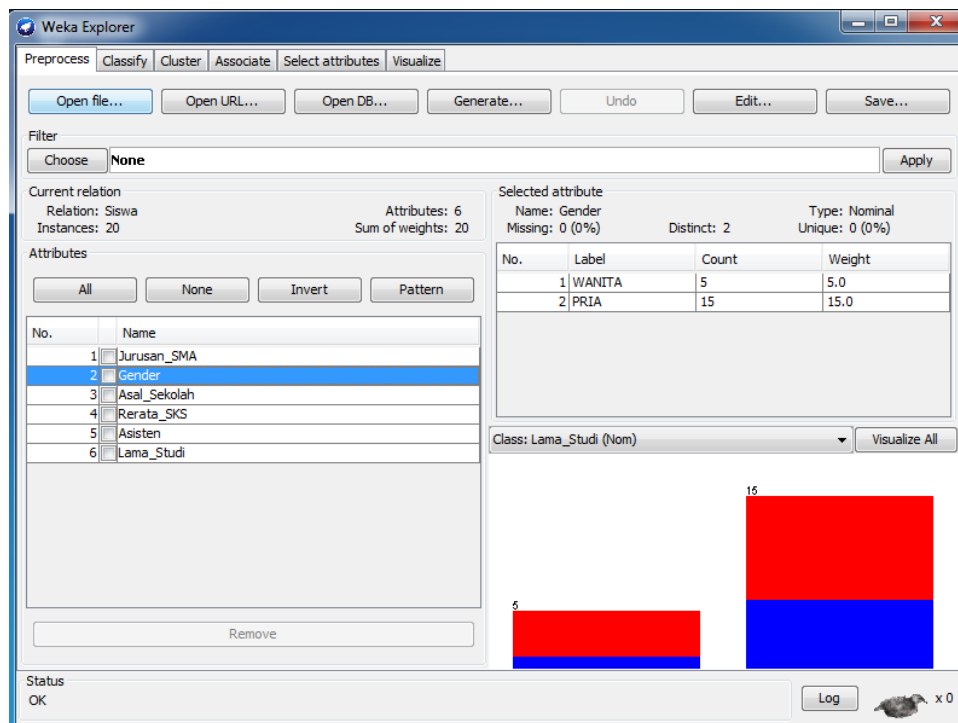 Weka Explorer
Preprocess Classify Cluster Associate Select attributes Visualize
Open file... Open URL... Open DB... Generate... Undo Edit... Save...
Filter
Choose None Apply
Current relation
Relation: Siswa Attributes: 6
Instances: 20 Sum of weights: 20
Attributes
All None Invert Pattern
No. Name
1 Jurusan_SMA
2 Gender
3 Asal_Sekolah
4 Rerata_SKS
5 Asisten
6 Lama_Studi
Remove
Selected attribute
Name: Gender Type: Nominal
Missing: 0 (0%) Distinct: 2 Unique: 0 (0%)
No. Label Count Weight
1 WANITA 5 5.0
2 PRIA 15 15.0
Class: Lama_Studi (Nom) Visualize All
15
5
Status
OK Log x 0